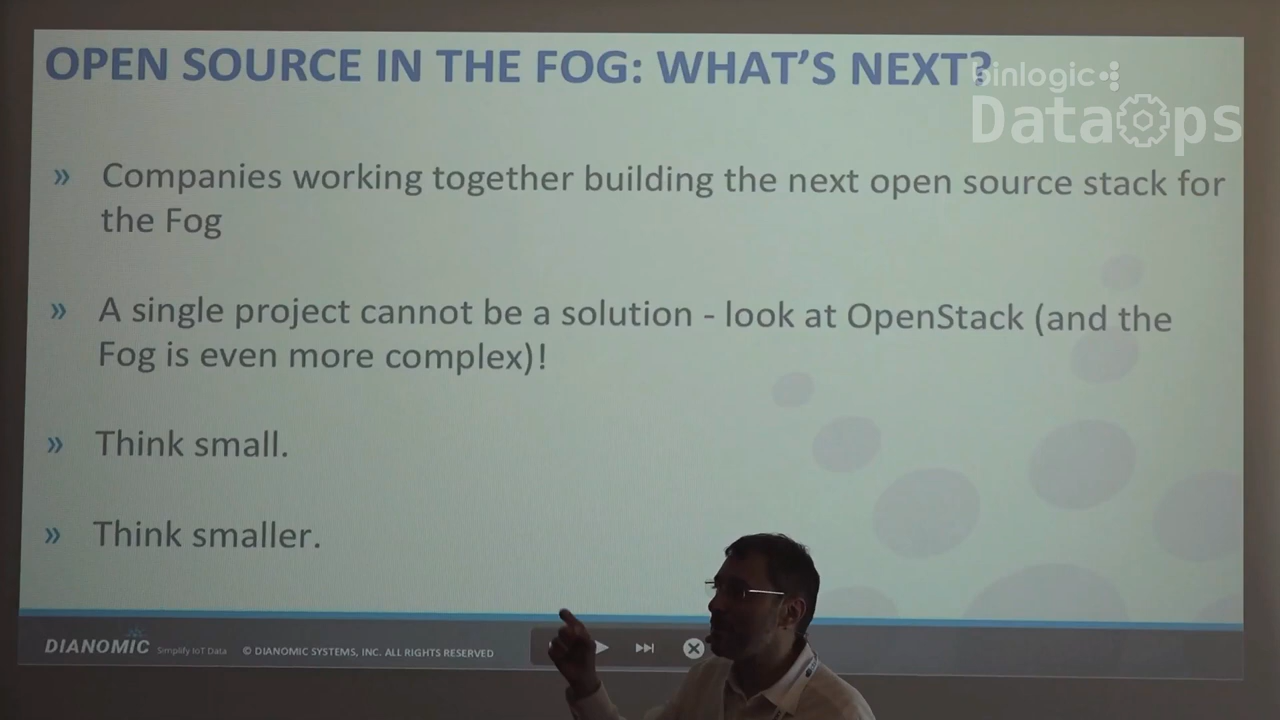 OPEN SOURCE IN THE FOG: WHAT'S NEXT?
binlogic
DataOps
» Companies working together building the next open source stack for
the Fog
» A single project cannot be a solution - look at OpenStack (and the
Fog is even more complex)!
» Think small.
» Think smaller.
DIANOMIC Simplify IoT Data © DIANOMIC SYSTEMS, INC. ALL RIGHTS RESERVED